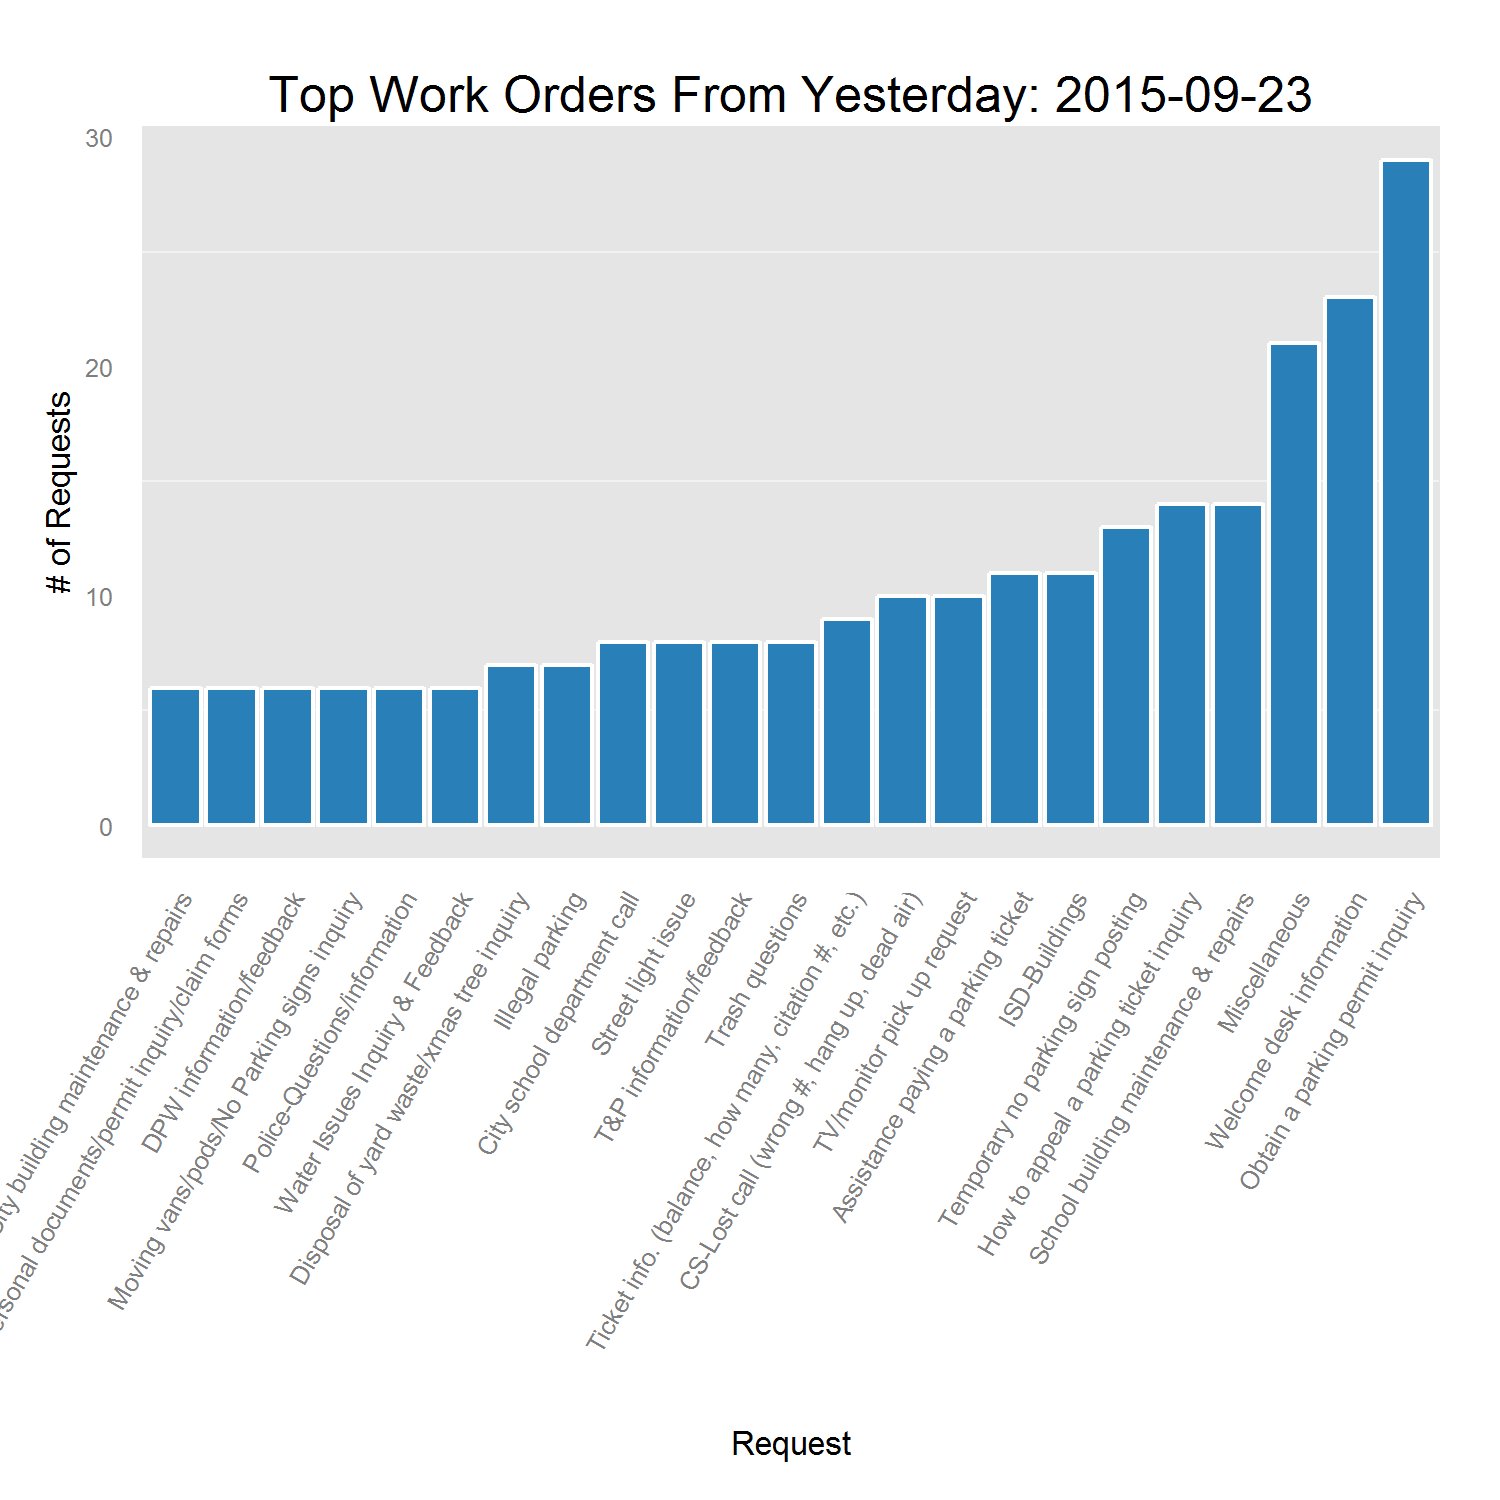 Top Work Orders From Yesterday: 2015-09-23
30
20
10
0
# of Requests
building maintenance & repairs
documents/permit inquiry/claim forms
DPW information/feedback
Moving vans/pods/No Parking signs inquiry
Police-Questions/information
Water Issues Inquiry & Feedback
Disposal of yard waste/xmas tree inquiry
Illegal parking
City school department call
Street light issue
T&P information/feedback
Trash questions
Ticket info. (balance, how many, citation #, etc.)
CS-Lost call (wrong #, hang up, dead air)
TV/monitor pick up request
Assistance paying a parking ticket
ISD-Buildings
Temporary no parking sign posting
How to appeal a parking ticket inquiry
School building maintenance & repairs
Miscellaneous
Welcome desk information
Obtain a parking permit inquiry
Request